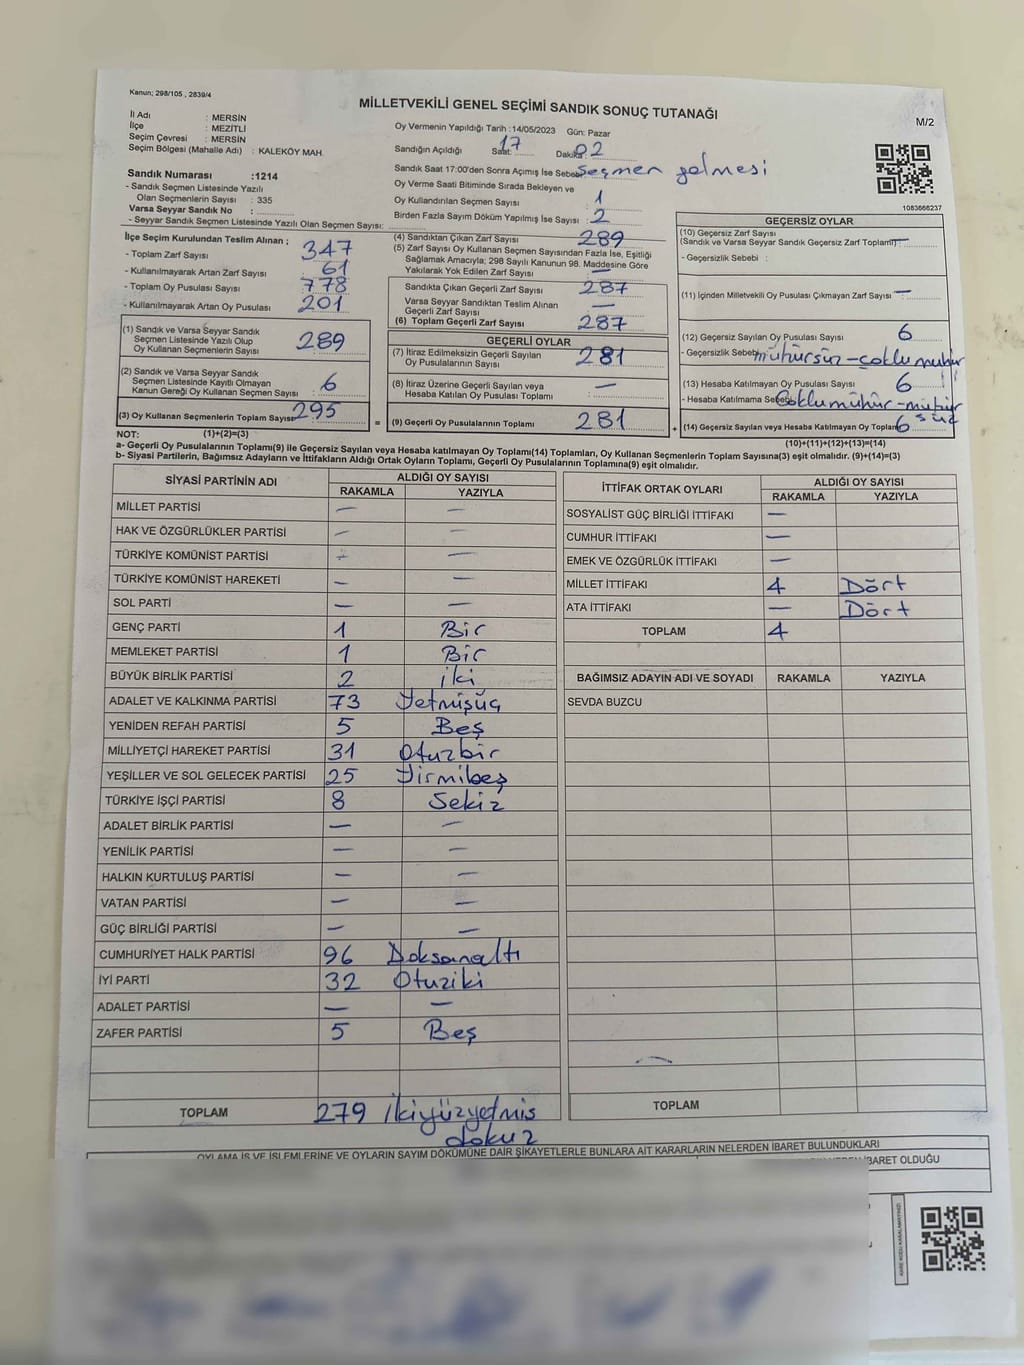 Kanun; 298/105 , 2839/4
MİLLETVEKİLİ GENEL SEÇİMİ SANDIK SONUÇ TUTANAĞI
M/2
İl Adı : MERSİN
İlçe : MEZİTLİ
Seçim Çevresi : MERSİN
Seçim Bölgesi (Mahalle Adı) : KALEKÖY MAH.
Oy Vermenin Yapıldığı Tarih :14/05/2023 Gün: Pazar
Sandığın Açıldığı Saat: 17 Dakika: 02
Sandık Saat 17:00'den Sonra Açımış İse Sebebi Seçmen gelmesi
Oy Verme Saati Bitiminde Sırada Bekleyen ve
Oy Kullandırılan Seçmen Sayısı : 1
Birden Fazla Sayım Döküm Yapılmış İse Sayısı : 2
1083666237
Sandık Numarası :1214
- Sandık Seçmen Listesinde Yazılı
Olan Seçmenlerin Sayısı : 335
Varsa Seyyar Sandık No :
- Seyyar Sandık Seçmen Listesinde Yazılı Olan Seçmen Sayısı:
İlçe Seçim Kurulundan Teslim Alınan ;
- Toplam Zarf Sayısı : 347
- Kullanılmayarak Artan Zarf Sayısı : 61
- Toplam Oy Pusulası Sayısı : 778
- Kullanılmayarak Artan Oy Pusulası : 201
(1) Sandık ve Varsa Seyyar Sandık
Seçmen Listesinde Yazılı Olup
Oy Kullanan Seçmenlerin Sayısı : 289
(2) Sandık ve Varsa Seyyar Sandık
Seçmen Listesinde Kayıtlı Olmayan
Kanun Gereği Oy Kullanan Seçmen Sayısı : 6
(3) Oy Kullanan Seçmenlerin Toplam Sayısı : 295
(4) Sandıktan Çıkan Zarf Sayısı : 289
(5) Zarf Sayısı Oy Kullanan Seçmen Sayısından Fazla İse, Eşitliği
Sağlamak Amacıyla; 298 Sayılı Kanunun 98. Maddesine Göre
Yakılarak Yok Edilen Zarf Sayısı : —
Sandıkta Çıkan Geçerli Zarf Sayısı : 287
Varsa Seyyar Sandıktan Teslim Alınan
Geçerli Zarf Sayısı : —
(6) Toplam Geçerli Zarf Sayısı : 287
GEÇERLİ OYLAR
(7) İtiraz Edilmeksizin Geçerli Sayılan
Oy Pusulalarının Sayısı : 281
(8) İtiraz Üzerine Geçerli Sayılan veya
Hesaba Katılan Oy Pusulası Toplamı : —
= (9) Geçerli Oy Pusulalarının Toplamı : 281
GEÇERSİZ OYLAR
(10) Geçersiz Zarf Sayısı
(Sandık ve Varsa Seyyar Sandık Geçersiz Zarf Toplamı) —
- Geçersizlik Sebebi :
(11) İçinden Milletvekili Oy Pusulası Çıkmayan Zarf Sayısı —
(12) Geçersiz Sayılan Oy Pusulası Sayısı : 6
- Geçersizlik Sebebi mühürsüz-çoklu mühür
(13) Hesaba Katılmayan Oy Pusulası Sayısı : 6
- Hesaba Katılmama Sebebi Çoklumühür-mühür
süz
+ (14) Geçersiz Sayılan veya Hesaba Katılmayan Oy Toplamı 6
NOT: (1)+(2)=(3)
(10)+(11)+(12)+(13)=(14)
a- Geçerli Oy Pusulalarının Toplamı(9) ile Geçersiz Sayılan veya Hesaba katılmayan Oy Toplamı(14) Toplamları, Oy Kullanan Seçmenlerin Toplam Sayısına(3) eşit olmalıdır. (9)+(14)=(3)
b- Siyasi Partilerin, Bağımsız Adayların ve İttifakların Aldığı Oyların Toplamı, Geçerli Oy Pusulalarının Toplamına(9) eşit olmalıdır.
SİYASİ PARTİNİN ADI ALDIĞI OY SAYISI
RAKAMLA YAZIYLA
MİLLET PARTİSİ — —
HAK VE ÖZGÜRLÜKLER PARTİSİ — —
TÜRKİYE KOMÜNİST PARTİSİ — —
TÜRKİYE KOMÜNİST HAREKETİ — —
SOL PARTİ — —
GENÇ PARTİ 1 Bir
MEMLEKET PARTİSİ 1 Bir
BÜYÜK BİRLİK PARTİSİ 2 iki
ADALET VE KALKINMA PARTİSİ 73 Yetmişüç
YENİDEN REFAH PARTİSİ 5 Beş
MİLLİYETÇİ HAREKET PARTİSİ 31 Otuzbir
YEŞİLLER VE SOL GELECEK PARTİSİ 25 Yirmibeş
TÜRKİYE İŞÇİ PARTİSİ 8 Sekiz
ADALET BİRLİK PARTİSİ — —
YENİLİK PARTİSİ — —
HALKIN KURTULUŞ PARTİSİ — —
VATAN PARTİSİ — —
GÜÇ BİRLİĞİ PARTİSİ — —
CUMHURİYET HALK PARTİSİ 96 Doksanaltı
İYİ PARTİ 32 Otuziki
ADALET PARTİSİ — —
ZAFER PARTİSİ 5 Beş
TOPLAM 279 ikiyüzyetmiş
dokuz
İTTİFAK ORTAK OYLARI ALDIĞI OY SAYISI
RAKAMLA YAZIYLA
SOSYALİST GÜÇ BİRLİĞİ İTTİFAKI —
CUMHUR İTTİFAKI —
EMEK VE ÖZGÜRLÜK İTTİFAKI —
MİLLET İTTİFAKI 4 Dört
ATA İTTİFAKI — Dört
TOPLAM 4
BAĞIMSIZ ADAYIN ADI VE SOYADI RAKAMLA YAZIYLA
SEVDA BUZCU
TOPLAM
OYLAMA İŞ VE İŞLEMLERİNE VE OYLARIN SAYIM DÖKÜMÜNE DAİR ŞİKAYETLERLE BUNLARA AİT KARARLARIN NELERDEN İBARET BULUNDUKLARI
İBARET OLDUĞU